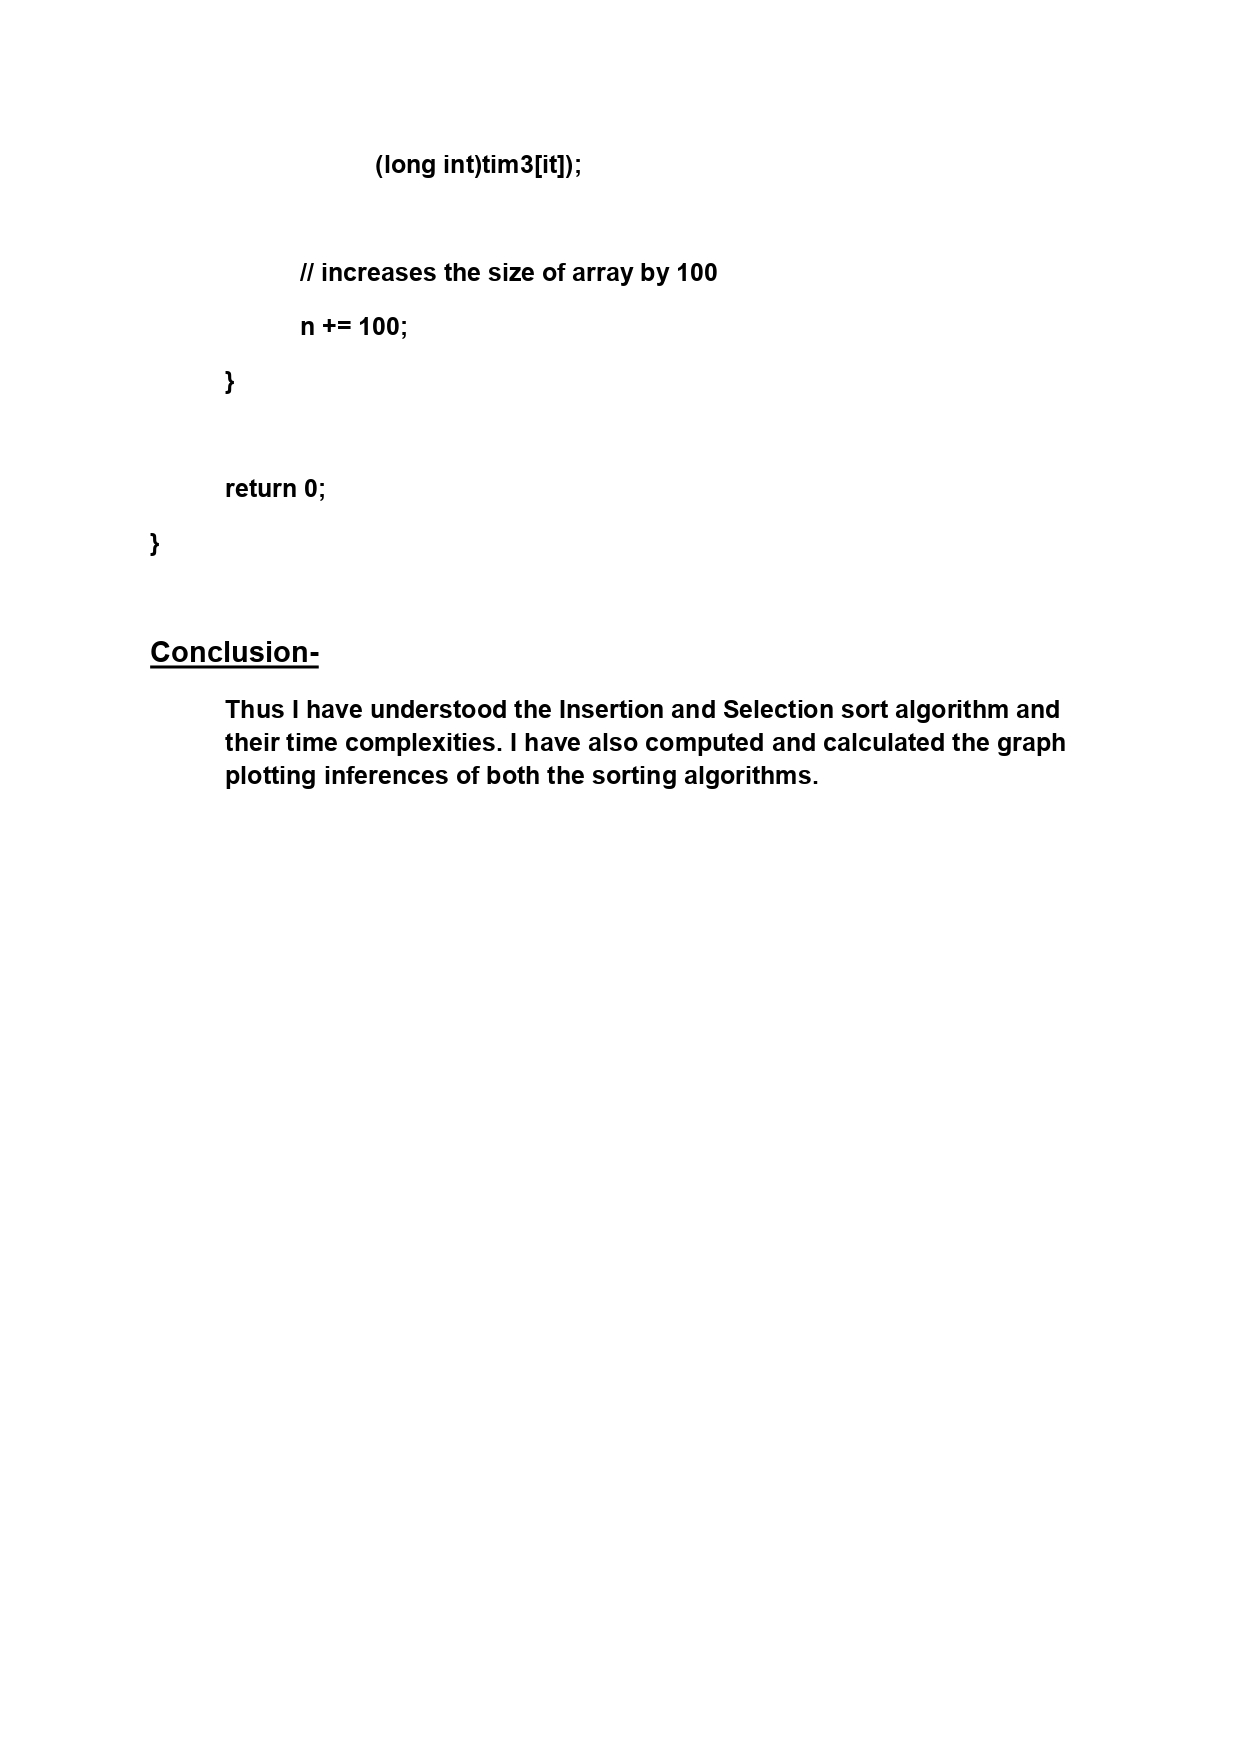 (long int)tim3[it]);
// increases the size of array by 100
n += 100;
}
return 0;
}
Conclusion-
Thus I have understood the Insertion and Selection sort algorithm and
their time complexities. I have also computed and calculated the graph
plotting inferences of both the sorting algorithms.